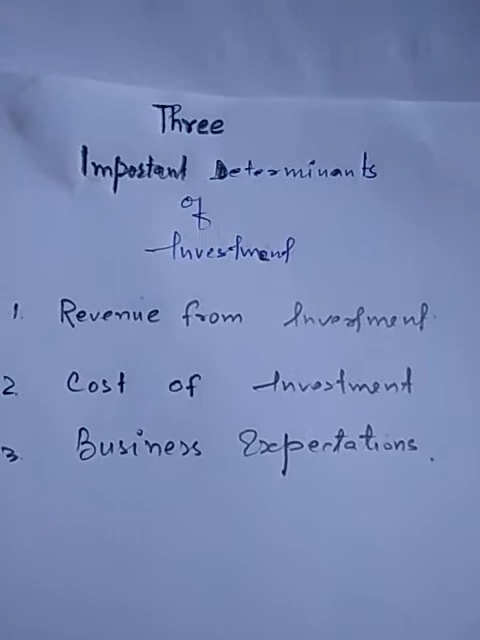 Three
Important Determinants
of
Investment
1. Revenue from Investment.
2. Cost of Investment
3. Business Expectations.